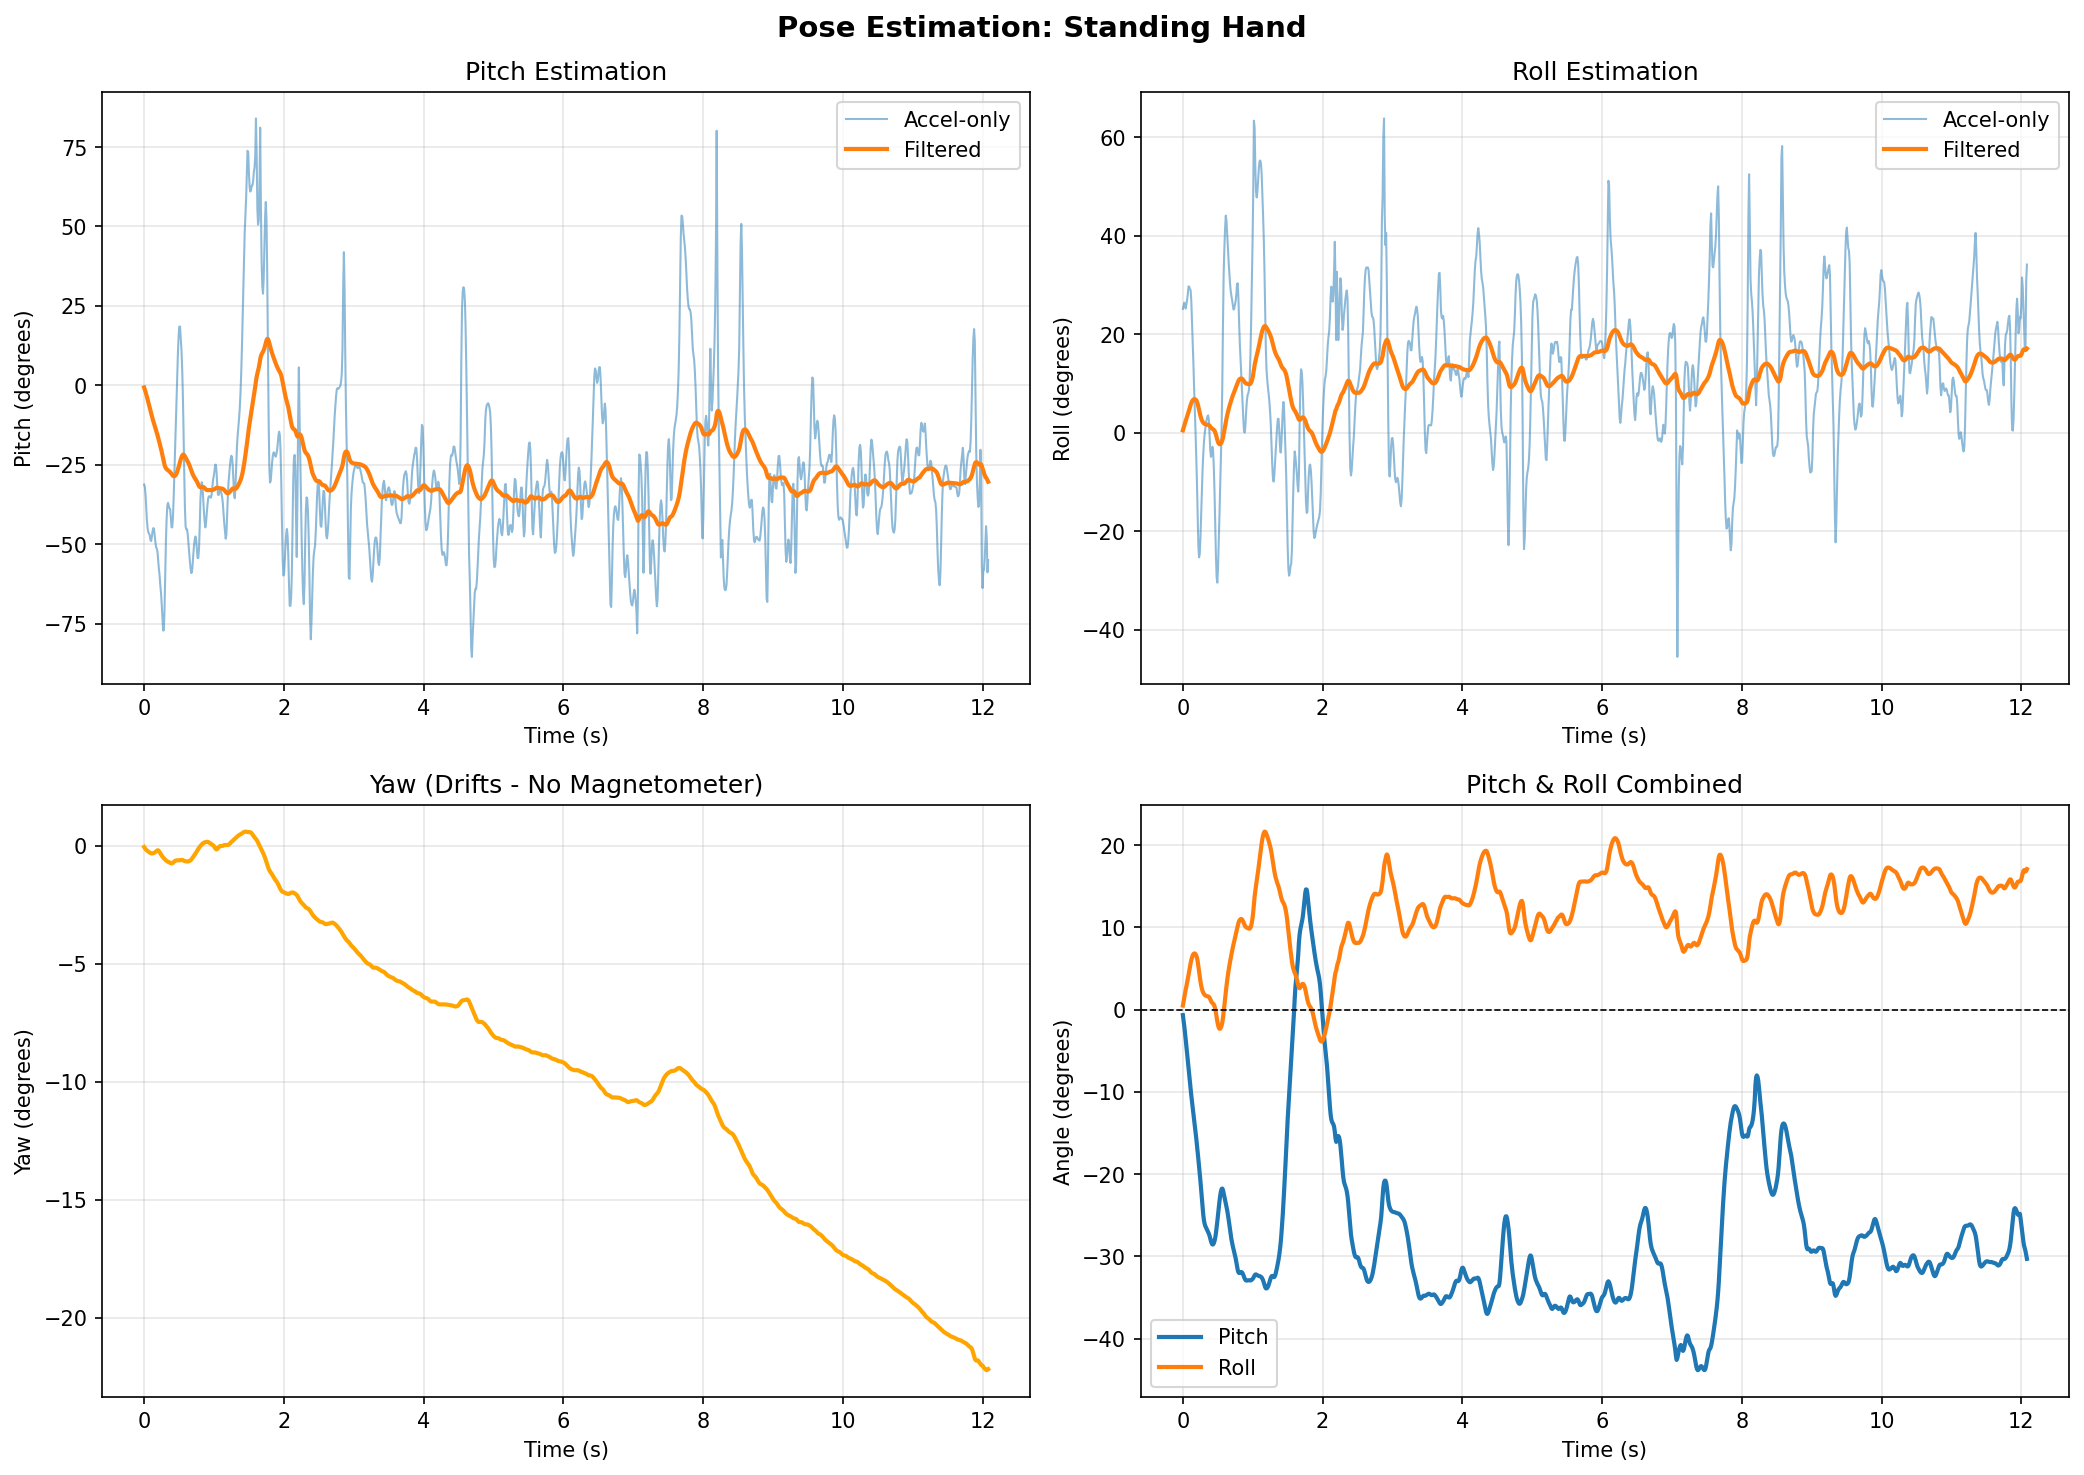 Pose Estimation: Standing Hand
Pitch Estimation
Accel-only
Filtered
75
50
25
0
−25
−50
−75
Pitch (degrees)
0 2 4 6 8 10 12
Time (s)
Roll Estimation
Accel-only
Filtered
60
40
20
0
−20
−40
Roll (degrees)
0 2 4 6 8 10 12
Time (s)
Yaw (Drifts - No Magnetometer)
0
−5
−10
−15
−20
Yaw (degrees)
0 2 4 6 8 10 12
Time (s)
Pitch & Roll Combined
20
10
0
−10
−20
−30
−40
Angle (degrees)
Pitch
Roll
0 2 4 6 8 10 12
Time (s)